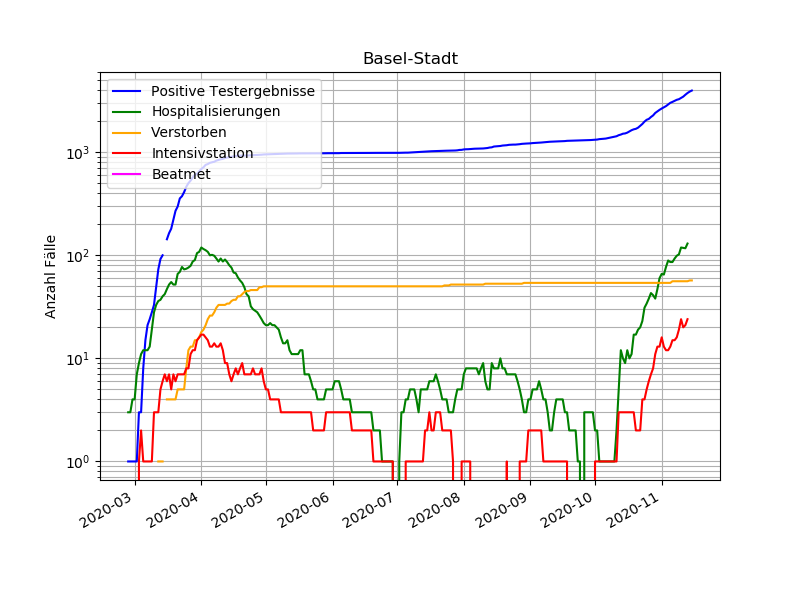 Basel-Stadt
Anzahl Fälle
10³
10²
10¹
10⁰
Positive Testergebnisse
Hospitalisierungen
Verstorben
Intensivstation
Beatmet
2020-03
2020-04
2020-05
2020-06
2020-07
2020-08
2020-09
2020-10
2020-11